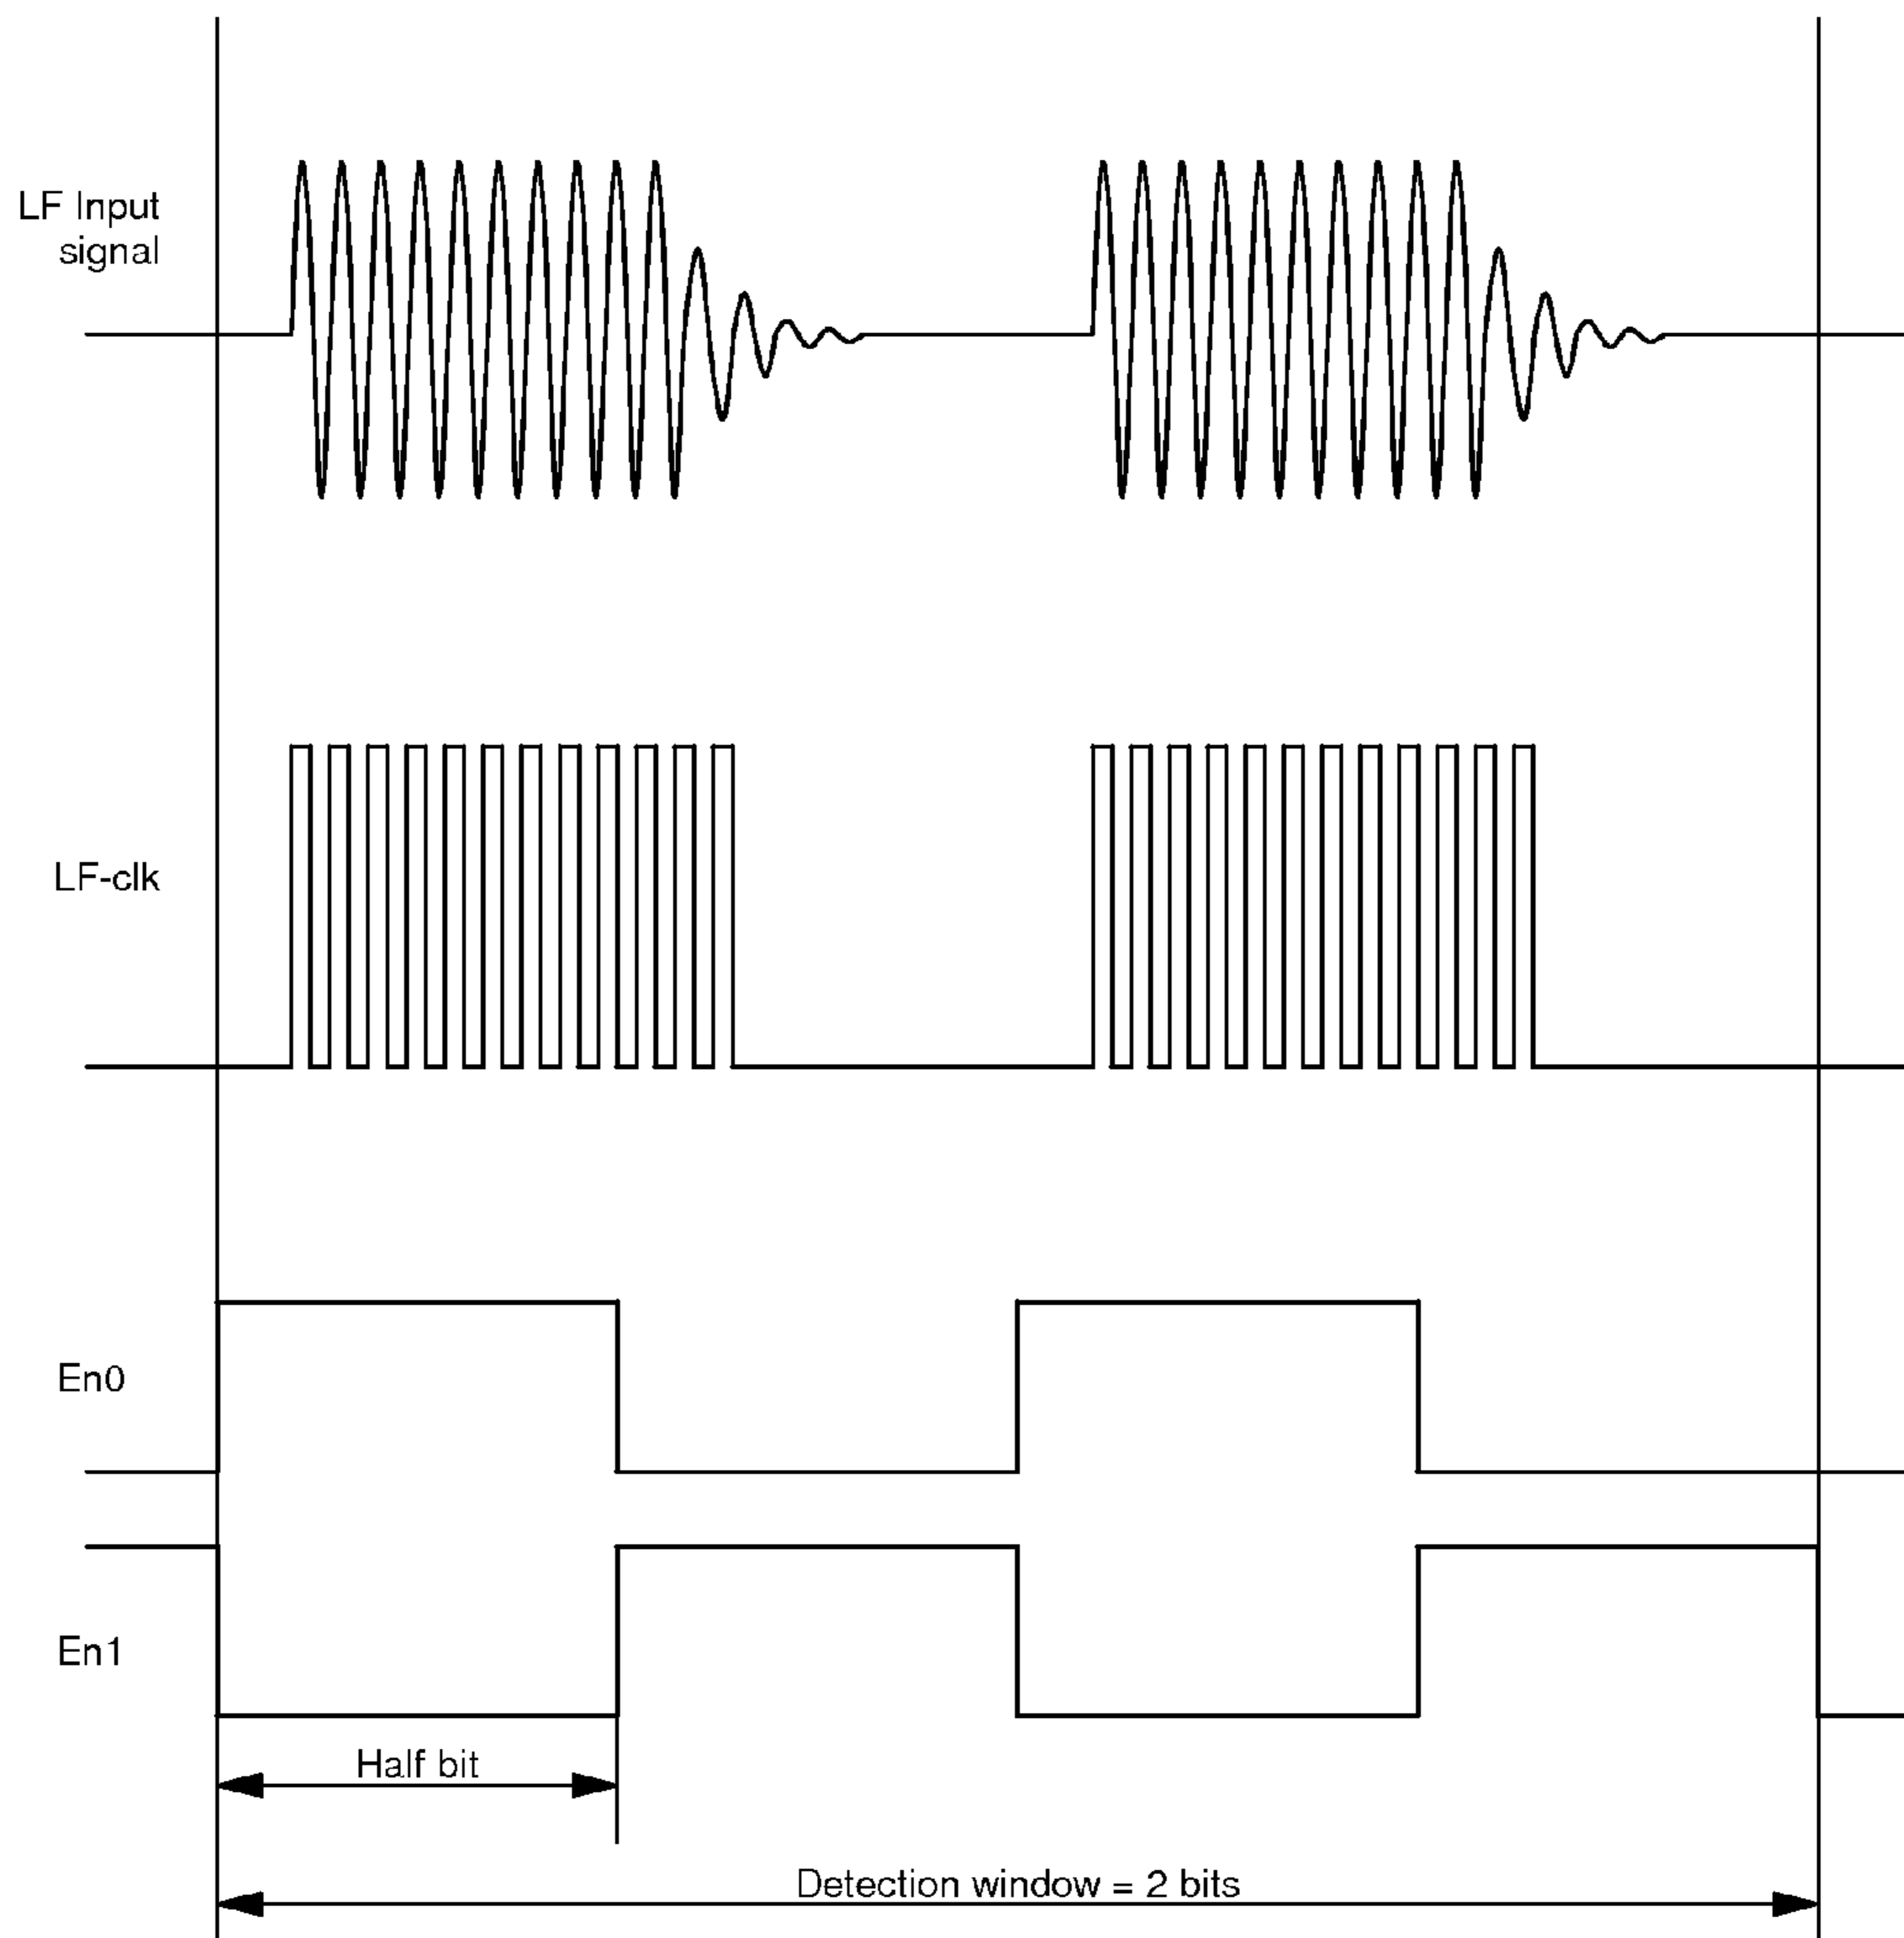 LF Input
signal
LF-clk
En0
En1
Half bit
Detection window = 2 bits